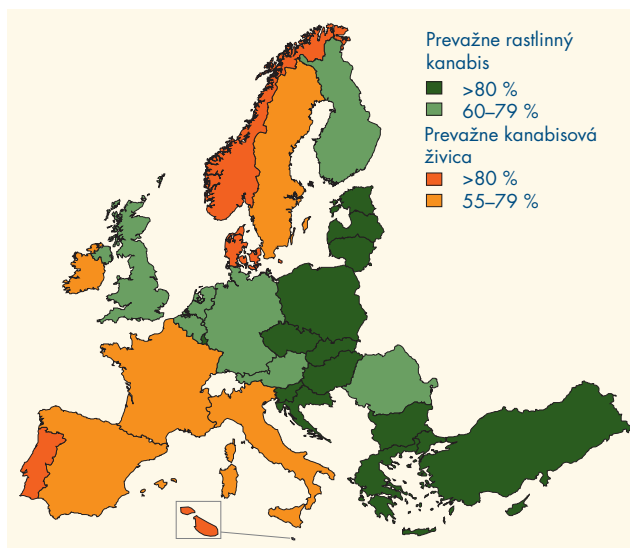 Prevažne rastlinný
kanabis
>80 %
60–79 %
Prevažne kanabisová
živica
>80 %
55–79 %